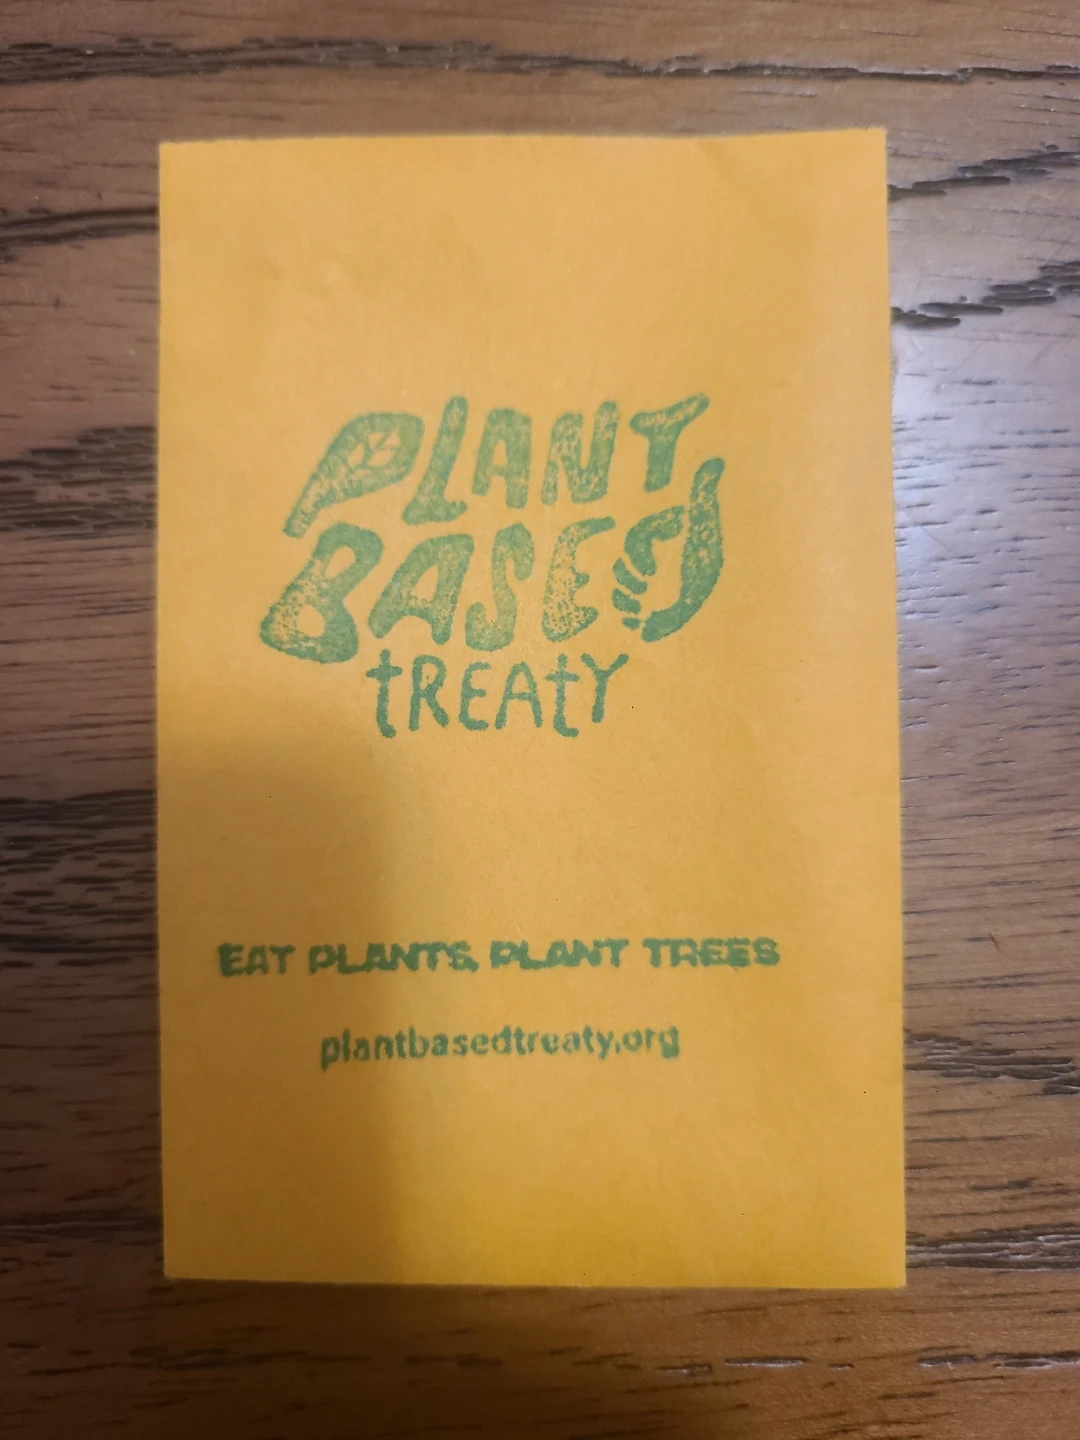 PLANT
BASED
tREAtY
EAT PLANTS, PLANT TREES
plantbasedtreaty.org